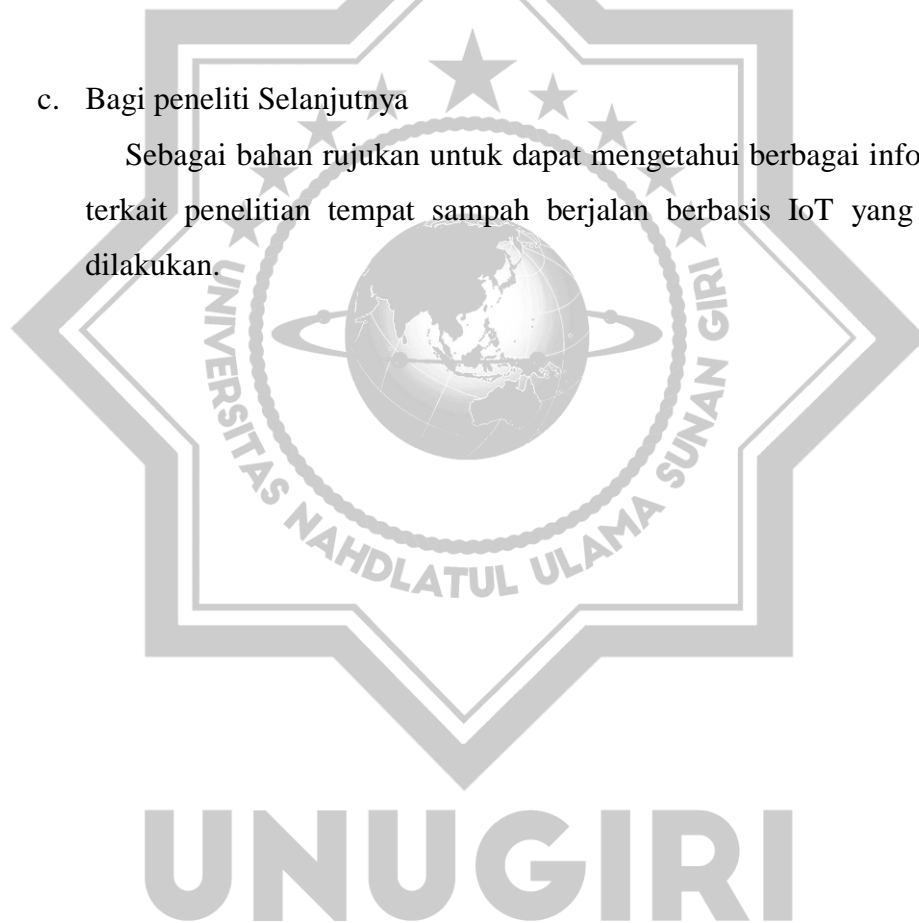 c. Bagi peneliti Selanjutnya
Sebagai bahan rujukan untuk dapat mengetahui berbagai info
terkait penelitian tempat sampah berjalan berbasis IoT yang
dilakukan.
UNIVERSITAS NAHDLATUL ULAMA SUNAN GIRI
UNUGIRI